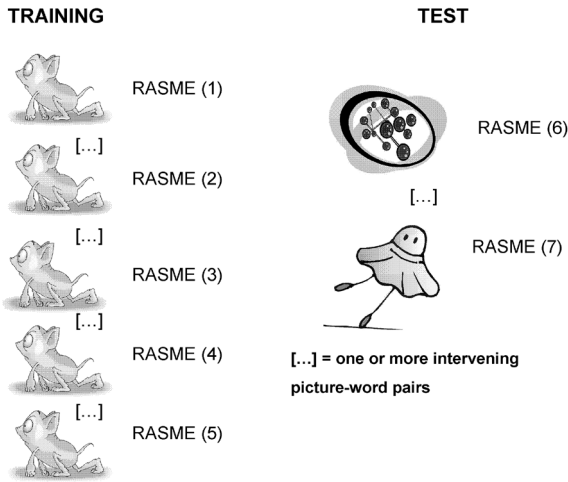 TRAINING
RASME (1)
[...]
RASME (2)
[...]
RASME (3)
[...]
RASME (4)
[...]
RASME (5)
TEST
RASME (6)
[...]
RASME (7)
[...] = one or more intervening
picture-word pairs